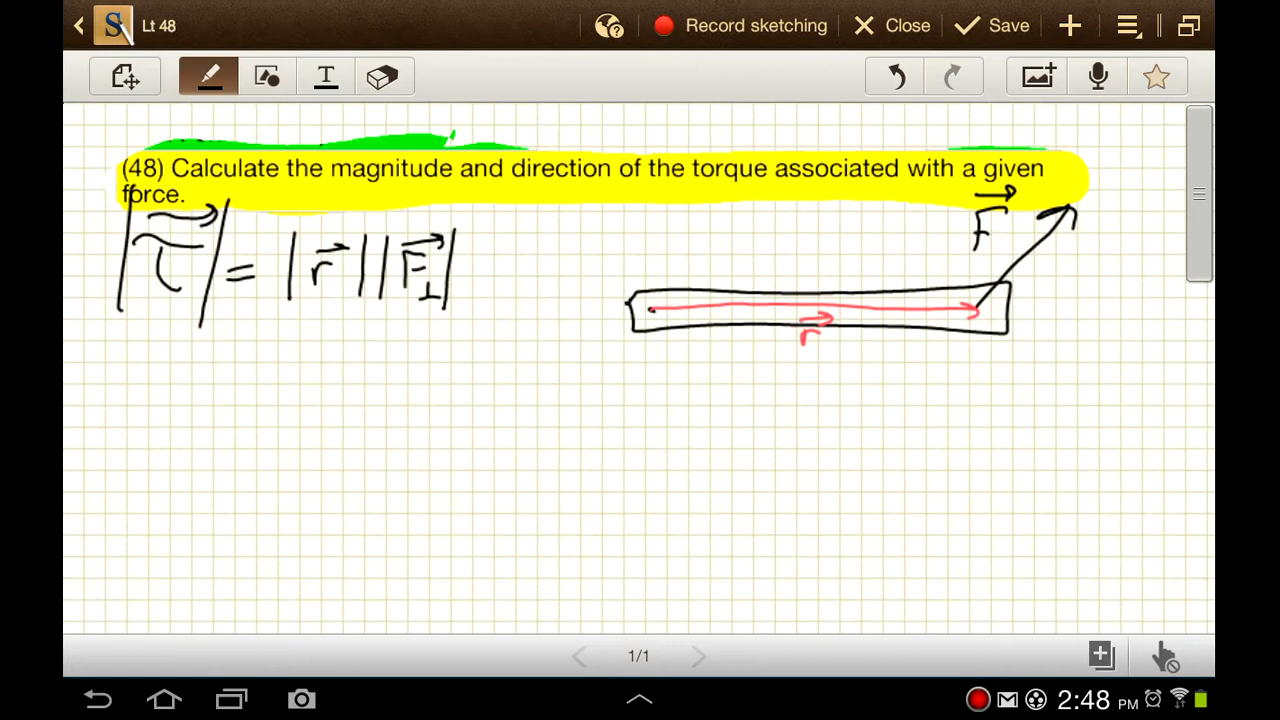 Lt 48
Record sketching
Close
Save
T
(48) Calculate the magnitude and direction of the torque associated with a given
force.
|τ⃗| = |r⃗||F⃗⊥|
F⃗
r⃗
1/1
2:48 PM